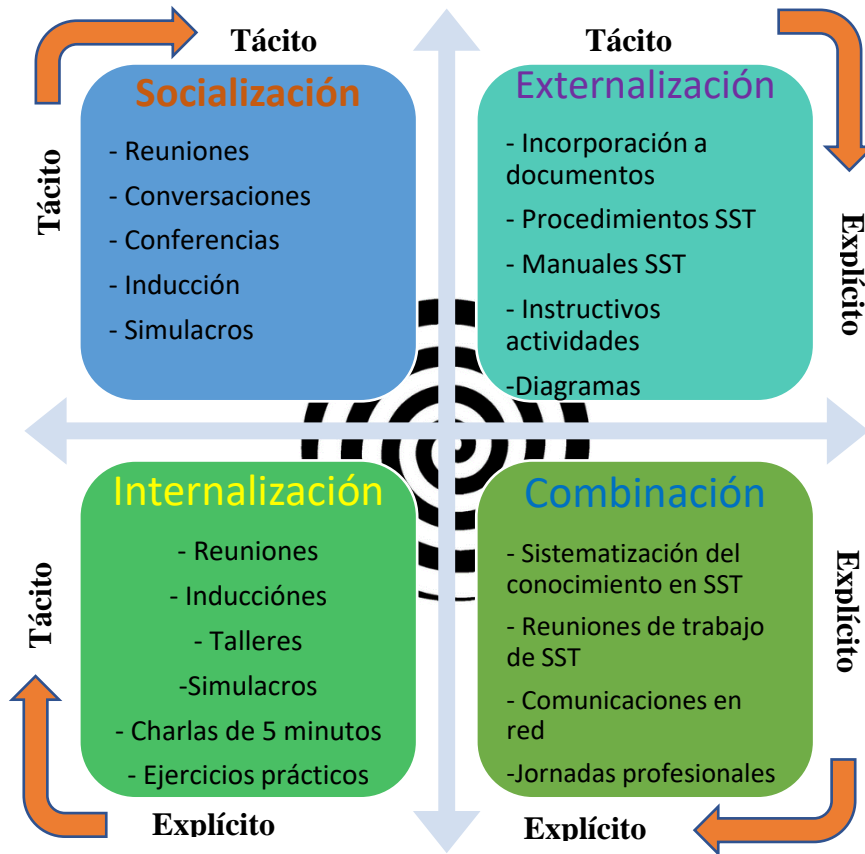 Tácito
Tácito
Socialización
- Reuniones
- Conversaciones
- Conferencias
- Inducción
- Simulacros
Tácito
Explícito
Externalización
- Incorporación a
documentos
- Procedimientos SST
- Manuales SST
- Instructivos
actividades
-Diagramas
Tácito
Internalización
- Reuniones
- Inducciónes
- Talleres
-Simulacros
- Charlas de 5 minutos
- Ejercicios prácticos
Explícito
Combinación
- Sistematización del
conocimiento en SST
- Reuniones de trabajo
de SST
- Comunicaciones en
red
-Jornadas profesionales
Explícito
Explícito